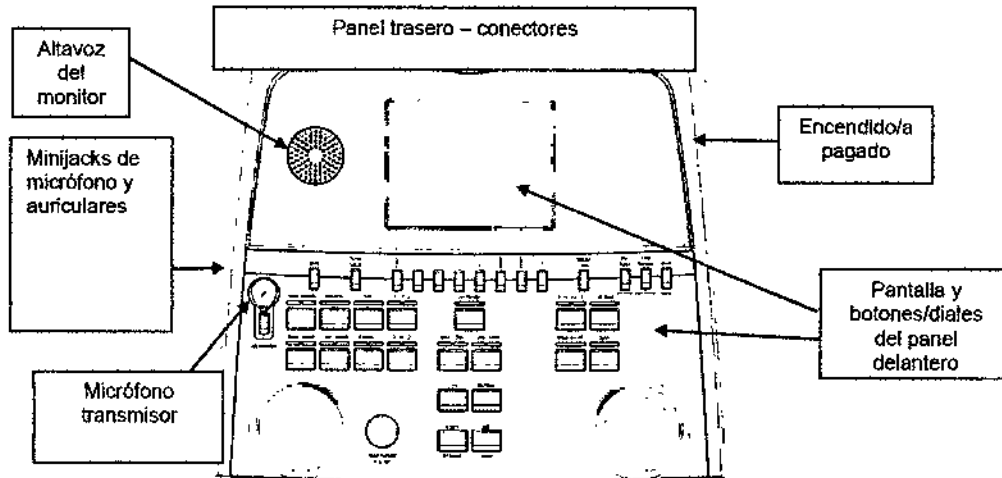 Panel trasero – conectores
Altavoz
del
monitor
Encendido/a
pagado
Minijacks de
micrófono y
auriculares
Pantalla y
botones/diales
del panel
delantero
Micrófono
transmisor